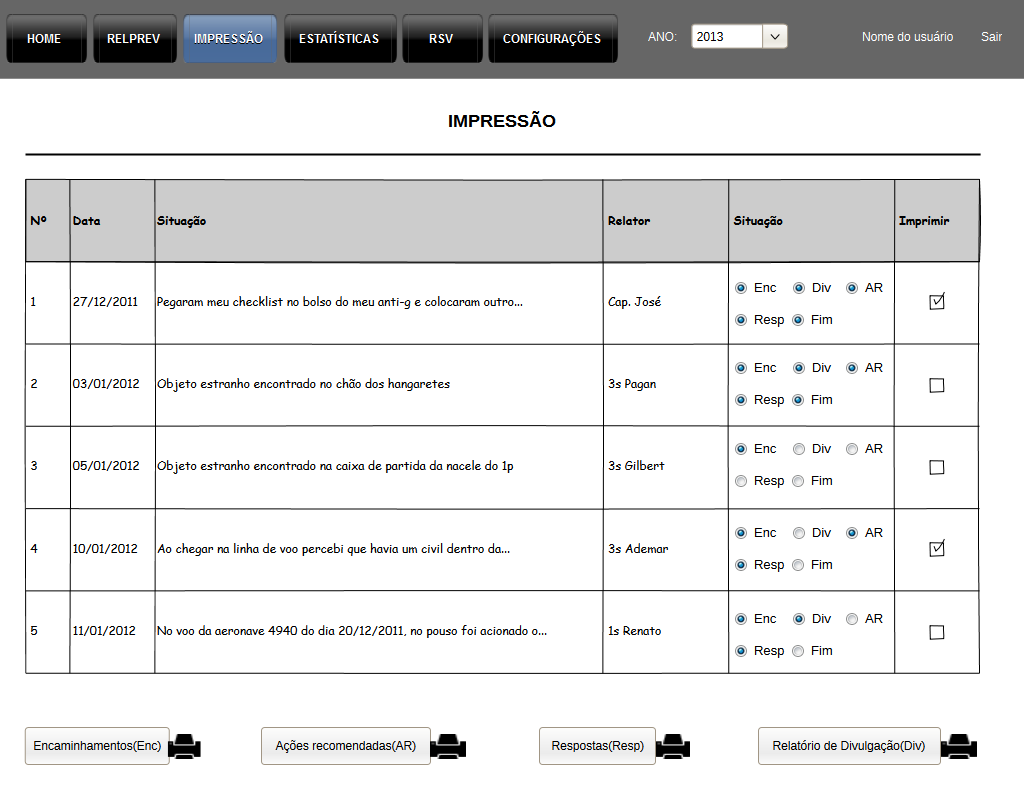 HOME RELPREV IMPRESSÃO ESTATÍSTICAS RSV CONFIGURAÇÕES ANO: 2013 Nome do usuário Sair
IMPRESSÃO
Nº Data Situação Relator Situação Imprimir
1 27/12/2011 Pegaram meu checklist no bolso do meu anti-g e colocaram outro... Cap. José Enc Div AR
Resp Fim
2 03/01/2012 Objeto estranho encontrado no chão dos hangaretes 3s Pagan Enc Div AR
Resp Fim
3 05/01/2012 Objeto estranho encontrado na caixa de partida da nacele do 1p 3s Gilbert Enc Div AR
Resp Fim
4 10/01/2012 Ao chegar na linha de voo percebi que havia um civil dentro da... 3s Ademar Enc Div AR
Resp Fim
5 11/01/2012 No voo da aeronave 4940 do dia 20/12/2011, no pouso foi acionado o... 1s Renato Enc Div AR
Resp Fim
Encaminhamentos(Enc) Ações recomendadas(AR) Respostas(Resp) Relatório de Divulgação(Div)